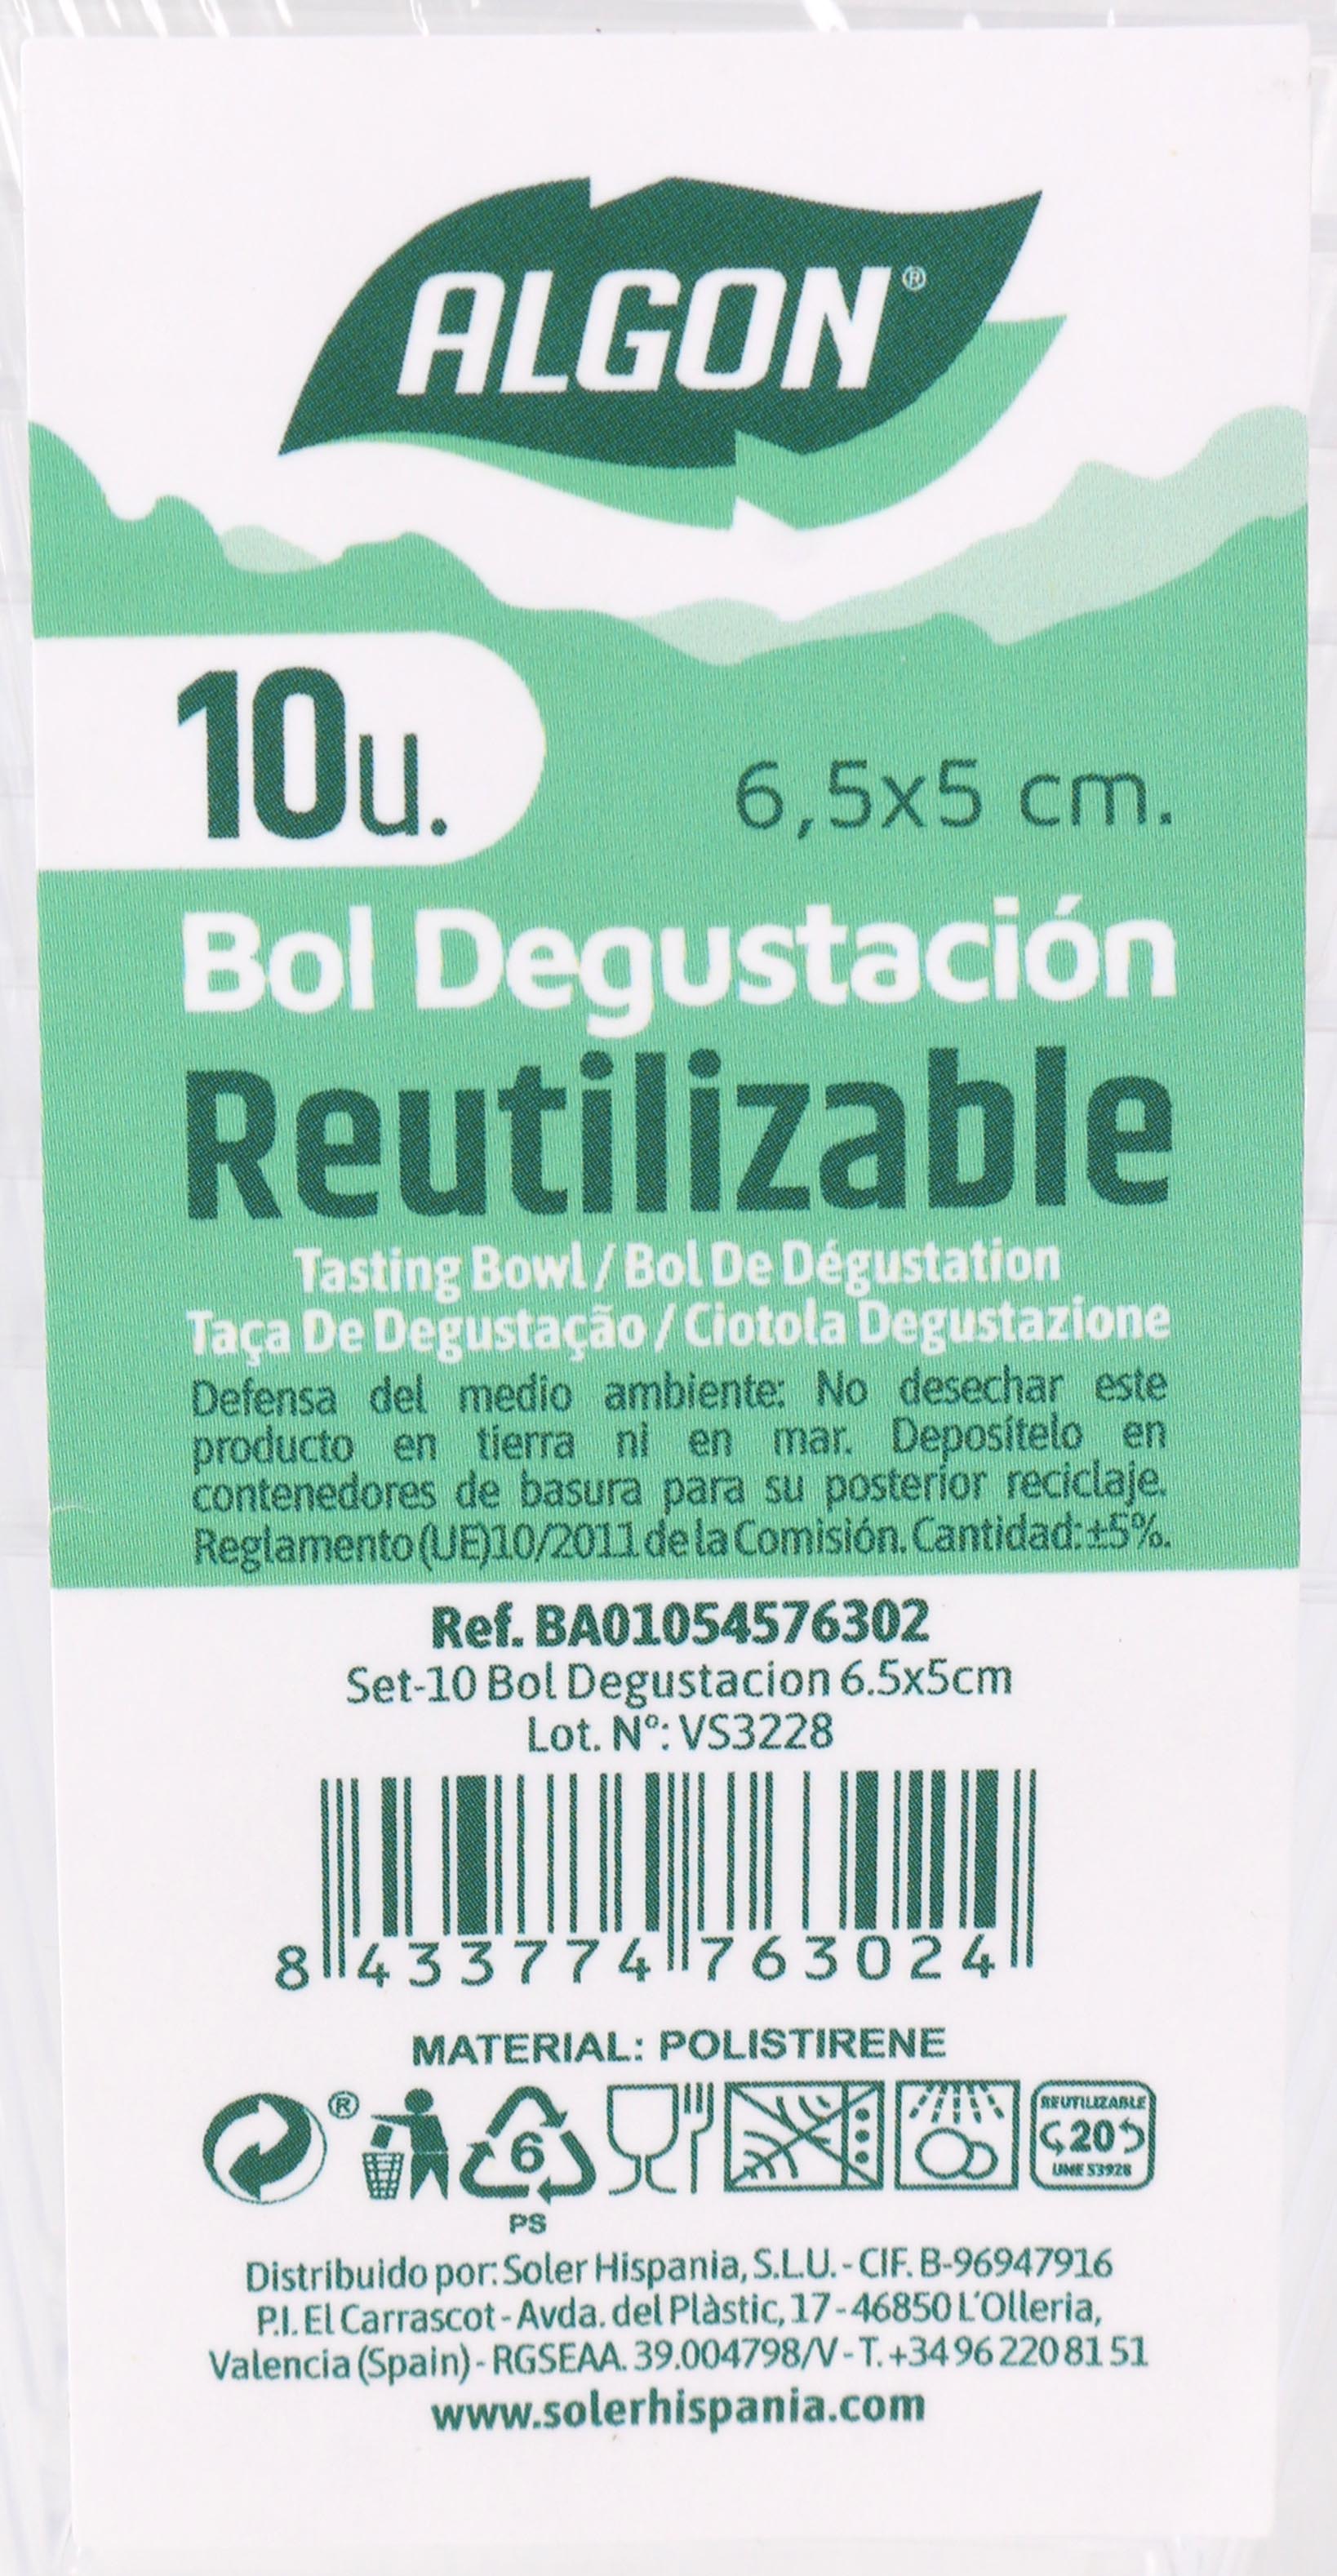 ALGON®
10u.
6,5x5 cm.
Bol Degustación
Reutilizable
Tasting Bowl / Bol De Dégustation
Taça De Degustação / Ciotola Degustazione
Defensa del medio ambiente: No desechar este
producto en tierra ni en mar. Deposítelo en
contenedores de basura para su posterior reciclaje.
Reglamento (UE)10/2011 de la Comisión. Cantidad: ±5%.
Ref. BA01054576302
Set-10 Bol Degustacion 6.5x5cm
Lot. Nº: VS3228
8 433774 763024
MATERIAL: POLISTIRENE
®
6
PS
REUTILIZABLE
20
UNE 53928
Distribuido por: Soler Hispania, S.L.U. - CIF. B-96947916
P.I. El Carrascot - Avda. del Plàstic, 17 - 46850 L'Olleria,
Valencia (Spain) - RGSEAA. 39.004798/V - T. +34 96 220 81 51
www.solerhispania.com